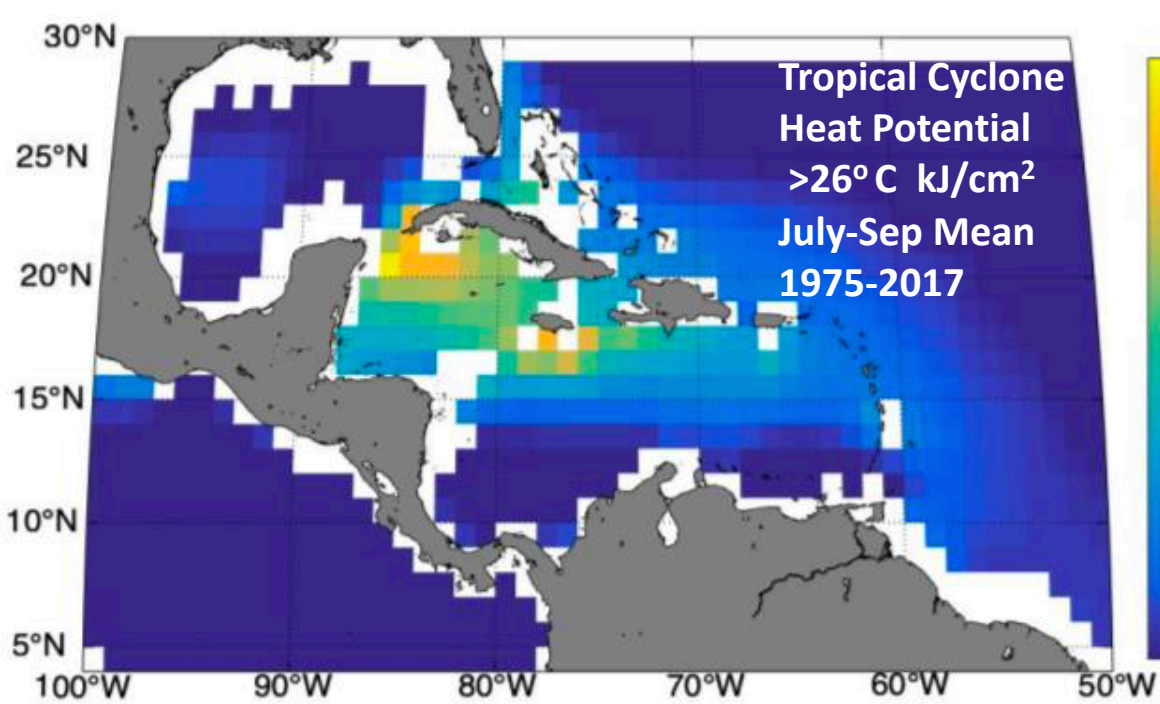 30°N
25°N
20°N
15°N
10°N
5°N
100°W 90°W 80°W 70°W 60°W 50°W
Tropical Cyclone
Heat Potential
>26° C kJ/cm²
July-Sep Mean
1975-2017